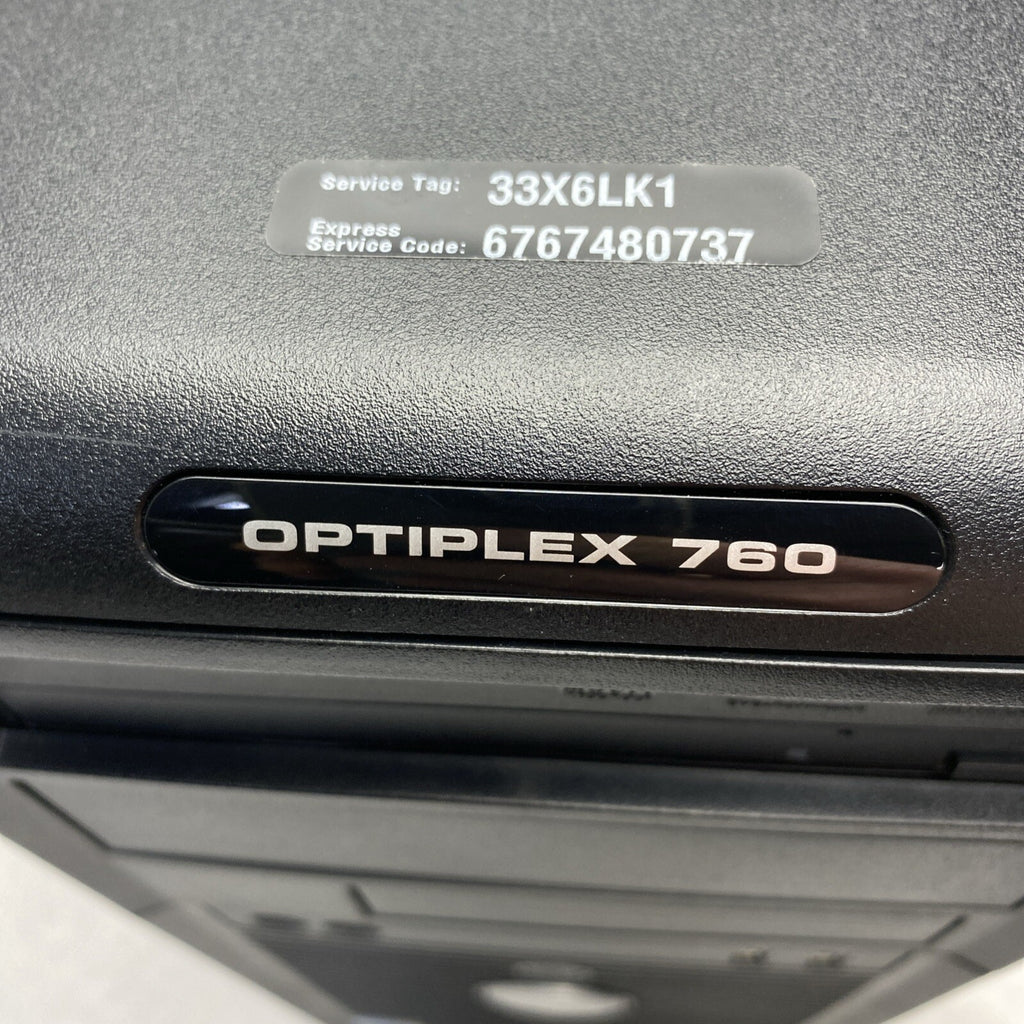 Service Tag: 33X6LK1
Express
Service Code: 6767480737
OPTIPLEX 760